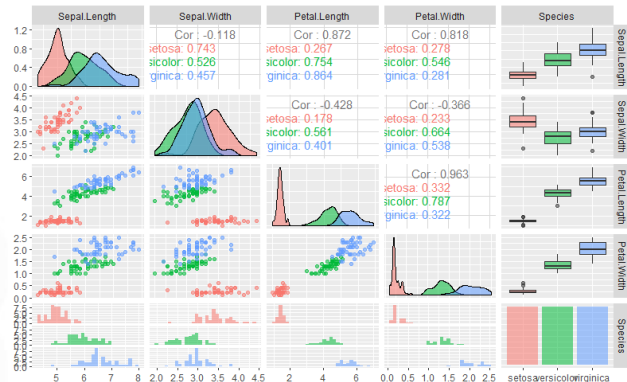 Sepal.Length Sepal.Width Petal.Length Petal.Width Species
1.2
0.8
0.4
0.0
Cor : -0.118
setosa: 0.743
sicolor: 0.526
rginica: 0.457
Cor : 0.872
setosa: 0.267
sicolor: 0.754
rginica: 0.864
Cor : 0.818
setosa: 0.278
sicolor: 0.546
rginica: 0.281
Sepal.Length
4.5
4.0
3.5
3.0
2.5
2.0
Cor : -0.428
setosa: 0.178
sicolor: 0.561
rginica: 0.401
Cor : -0.366
setosa: 0.233
sicolor: 0.664
rginica: 0.538
Sepal.Width
6
4
2
Cor : 0.963
setosa: 0.332
sicolor: 0.787
rginica: 0.322
Petal.Length
2.5
2.0
1.5
1.0
0.5
0.0
Petal.Width
Species
5 6 7 8 2.0 2.5 3.0 3.5 4.0 4.5 2 4 6 0.0 0.5 1.0 1.5 2.0 2.5 setosa versicolor virginica